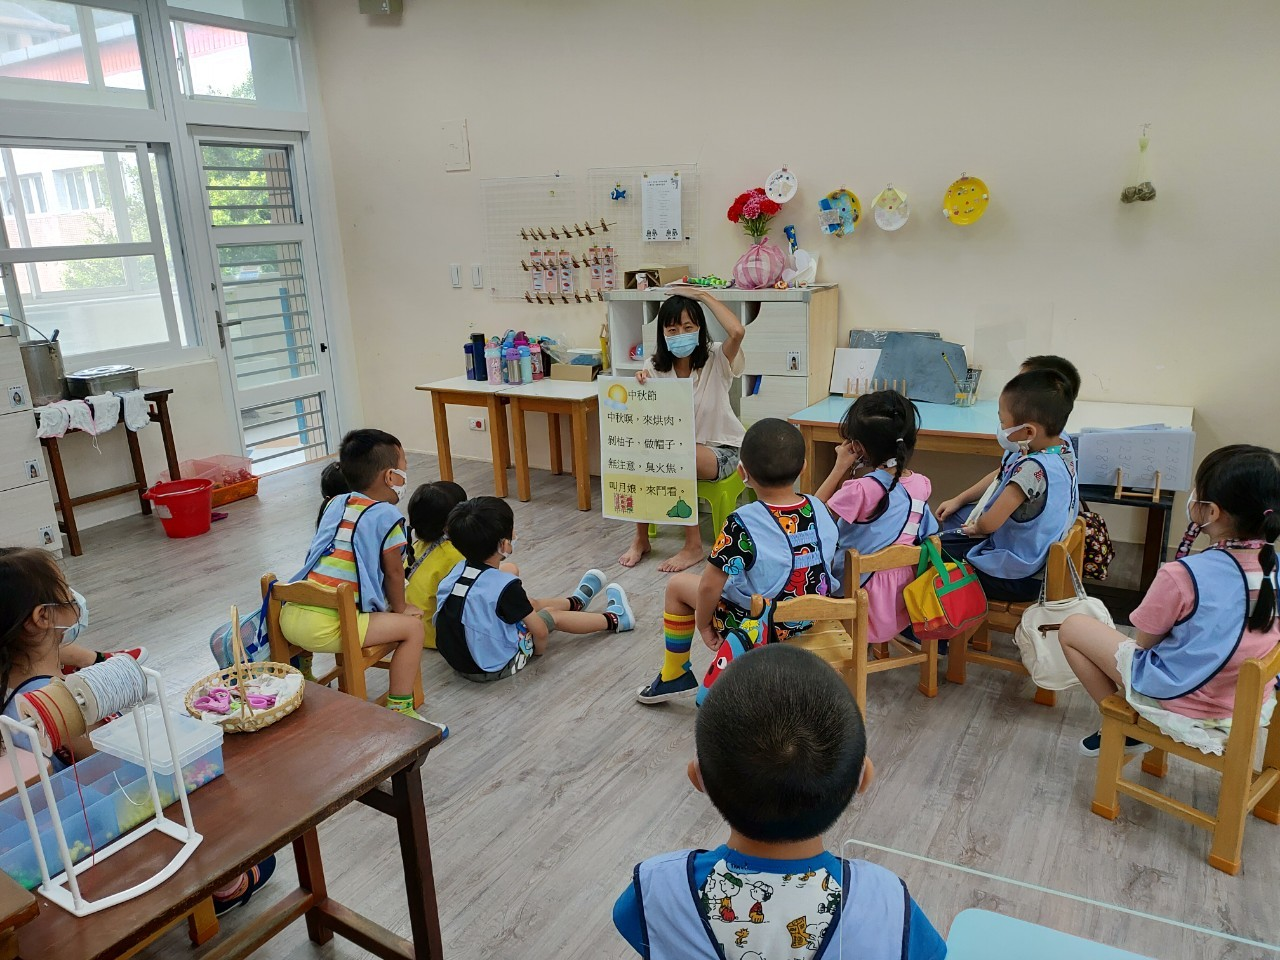 中秋節
中秋暝，來烘肉，
剝柚子，做帽子，
無注意，臭火焦，
叫月娘，來鬥看。